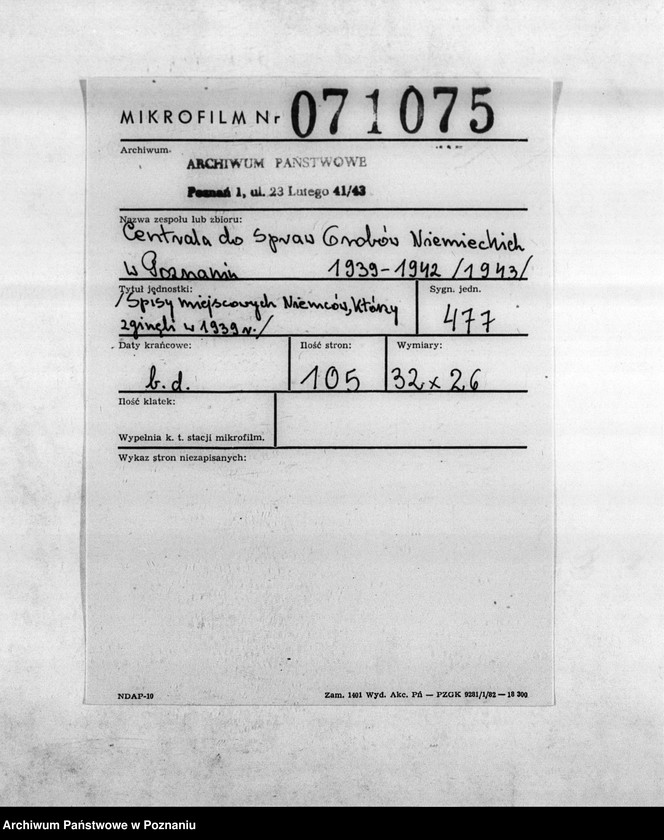 MIKROFILM Nr 071075
Archiwum.
ARCHIWUM PAŃSTWOWE
Poznań 1, ul. 23 Lutego 41/43
Nazwa zespołu lub zbioru:
Centrala do Spraw Grobów Niemieckich
w Poznaniu 1939-1942 /1943/
Tytuł jednostki: Sygn. jedn.
/Spisy miejscowych Niemców, którzy
zginęli w 1939 r./ 477
Daty krańcowe: Ilość stron: Wymiary:
b.d. 105 32 x 26
Ilość klatek:
Wypełnia k. t. stacji mikrofilm.
Wykaz stron niezapisanych:
NDAP-10 Zam. 1401 Wyd. Akc. Pń — PZGK 9281/1/82 — 18 300
Archiwum Państwowe w Poznaniu